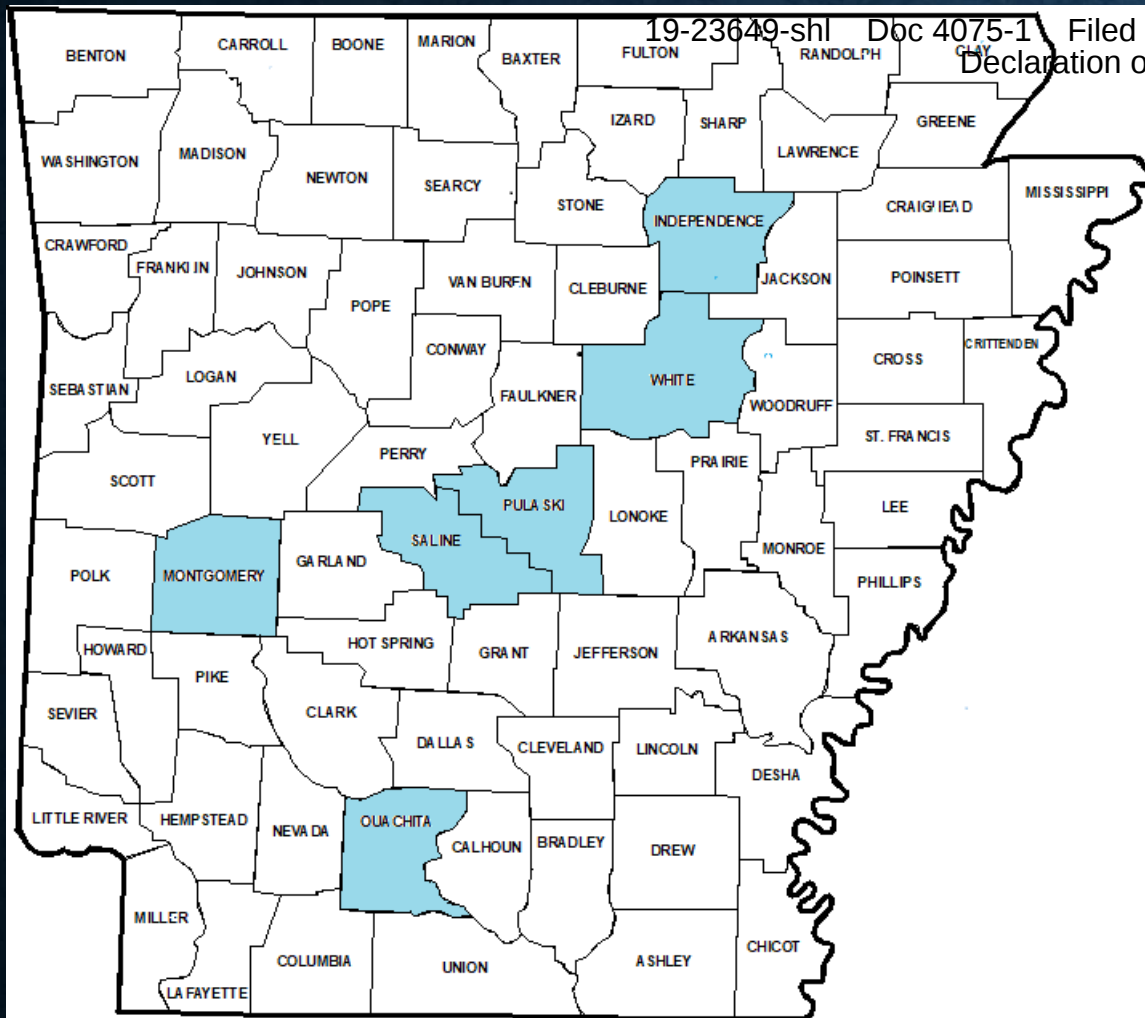 19-23649-shl Doc 4075-1 Filed
Declaration o
BENTON
CARROLL
BOONE
MARION
BAXTER
FULTON
RANDOLPH
CLAY
IZARD
SHARP
GREENE
LAWRENCE
WASHINGTON
MADISON
NEWTON
SEARCY
STONE
INDEPENDENCE
CRAIGHEAD
MISSISSIPPI
CRAWFORD
FRANKLIN
JOHNSON
POPE
VAN BUREN
CLEBURNE
JACKSON
POINSETT
SEBASTIAN
LOGAN
CONWAY
FAULKNER
WHITE
WOODRUFF
CROSS
CRITTENDEN
SCOTT
YELL
PERRY
PULASKI
PRAIRIE
ST. FRANCIS
LEE
POLK
MONTGOMERY
GARLAND
SALINE
LONOKE
MONROE
PHILLIPS
HOWARD
PIKE
HOT SPRING
GRANT
JEFFERSON
ARKANSAS
SEVIER
CLARK
DALLAS
CLEVELAND
LINCOLN
DESHA
LITTLE RIVER
HEMPSTEAD
NEVADA
OUACHITA
CALHOUN
BRADLEY
DREW
MILLER
LAFAYETTE
COLUMBIA
UNION
ASHLEY
CHICOT